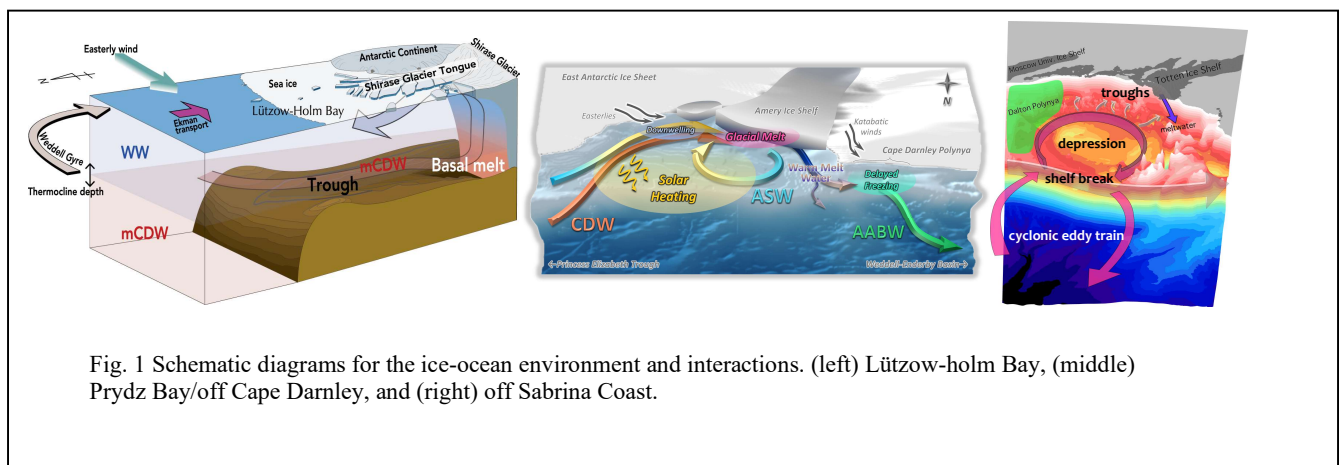 Easterly wind
N
Ekman
transport
Sea ice
Lützow-Holm Bay
Antarctic Continent
Shirase Glacier Tongue
Shirase Glacier
Weddell Gyre
WW
Thermocline depth
mCDW
mCDW
Trough
Basal melt
East Antarctic Ice Sheet
Easterlies
Downwelling
Amery Ice Shelf
Glacial Melt
Katabatic
winds
N
Cape Darnley Polynya
Solar
Heating
CDW
ASW
Warm Melt
Water
Delayed
Freezing
AABW
<Princess Elizabeth Trough
Weddell-Enderby Basin>
Moscow Univ. Ice Shelf
Totten Ice Shelf
Dalton Polynya
troughs
meltwater
depression
shelf break
cyclonic eddy train
Fig. 1 Schematic diagrams for the ice-ocean environment and interactions. (left) Lützow-holm Bay, (middle)
Prydz Bay/off Cape Darnley, and (right) off Sabrina Coast.